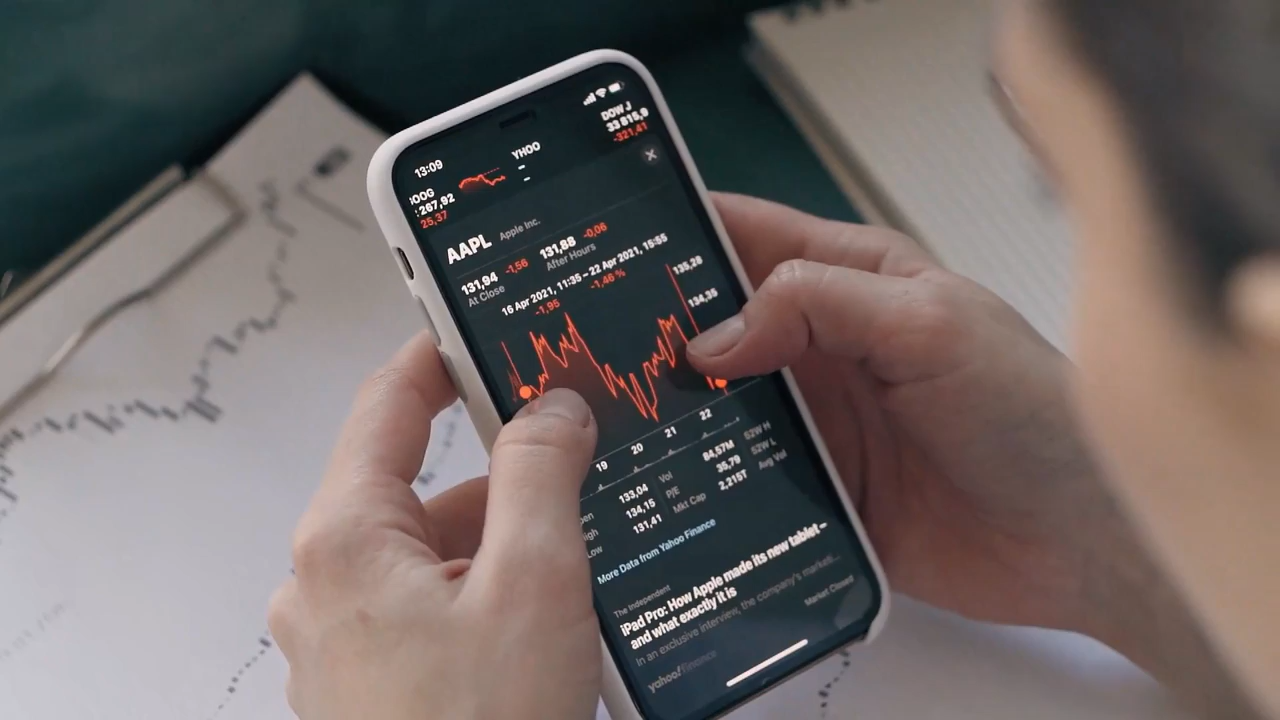 13:09
YHOO
DOW J
33 815,9
-321,41
OOG
267,92
25,37
–
–
AAPL Apple Inc.
131,94 -1,56 131,88 -0,06
At Close After Hours
16 Apr 2021, 11:35 – 22 Apr 2021, 15:55
-1,95 -1,46 %
135,28
134,35
19 20 21 22
133,04 Vol 84,57M 52W H
High 134,15 P/E 35,79 52W L
Low 131,41 Mkt Cap 2,215T Avg Vol
More Data from Yahoo Finance
The Independent
iPad Pro: How Apple made its new tablet –
and what exactly it is
In an exclusive interview, the company's market...
yahoo!finance Market Closed